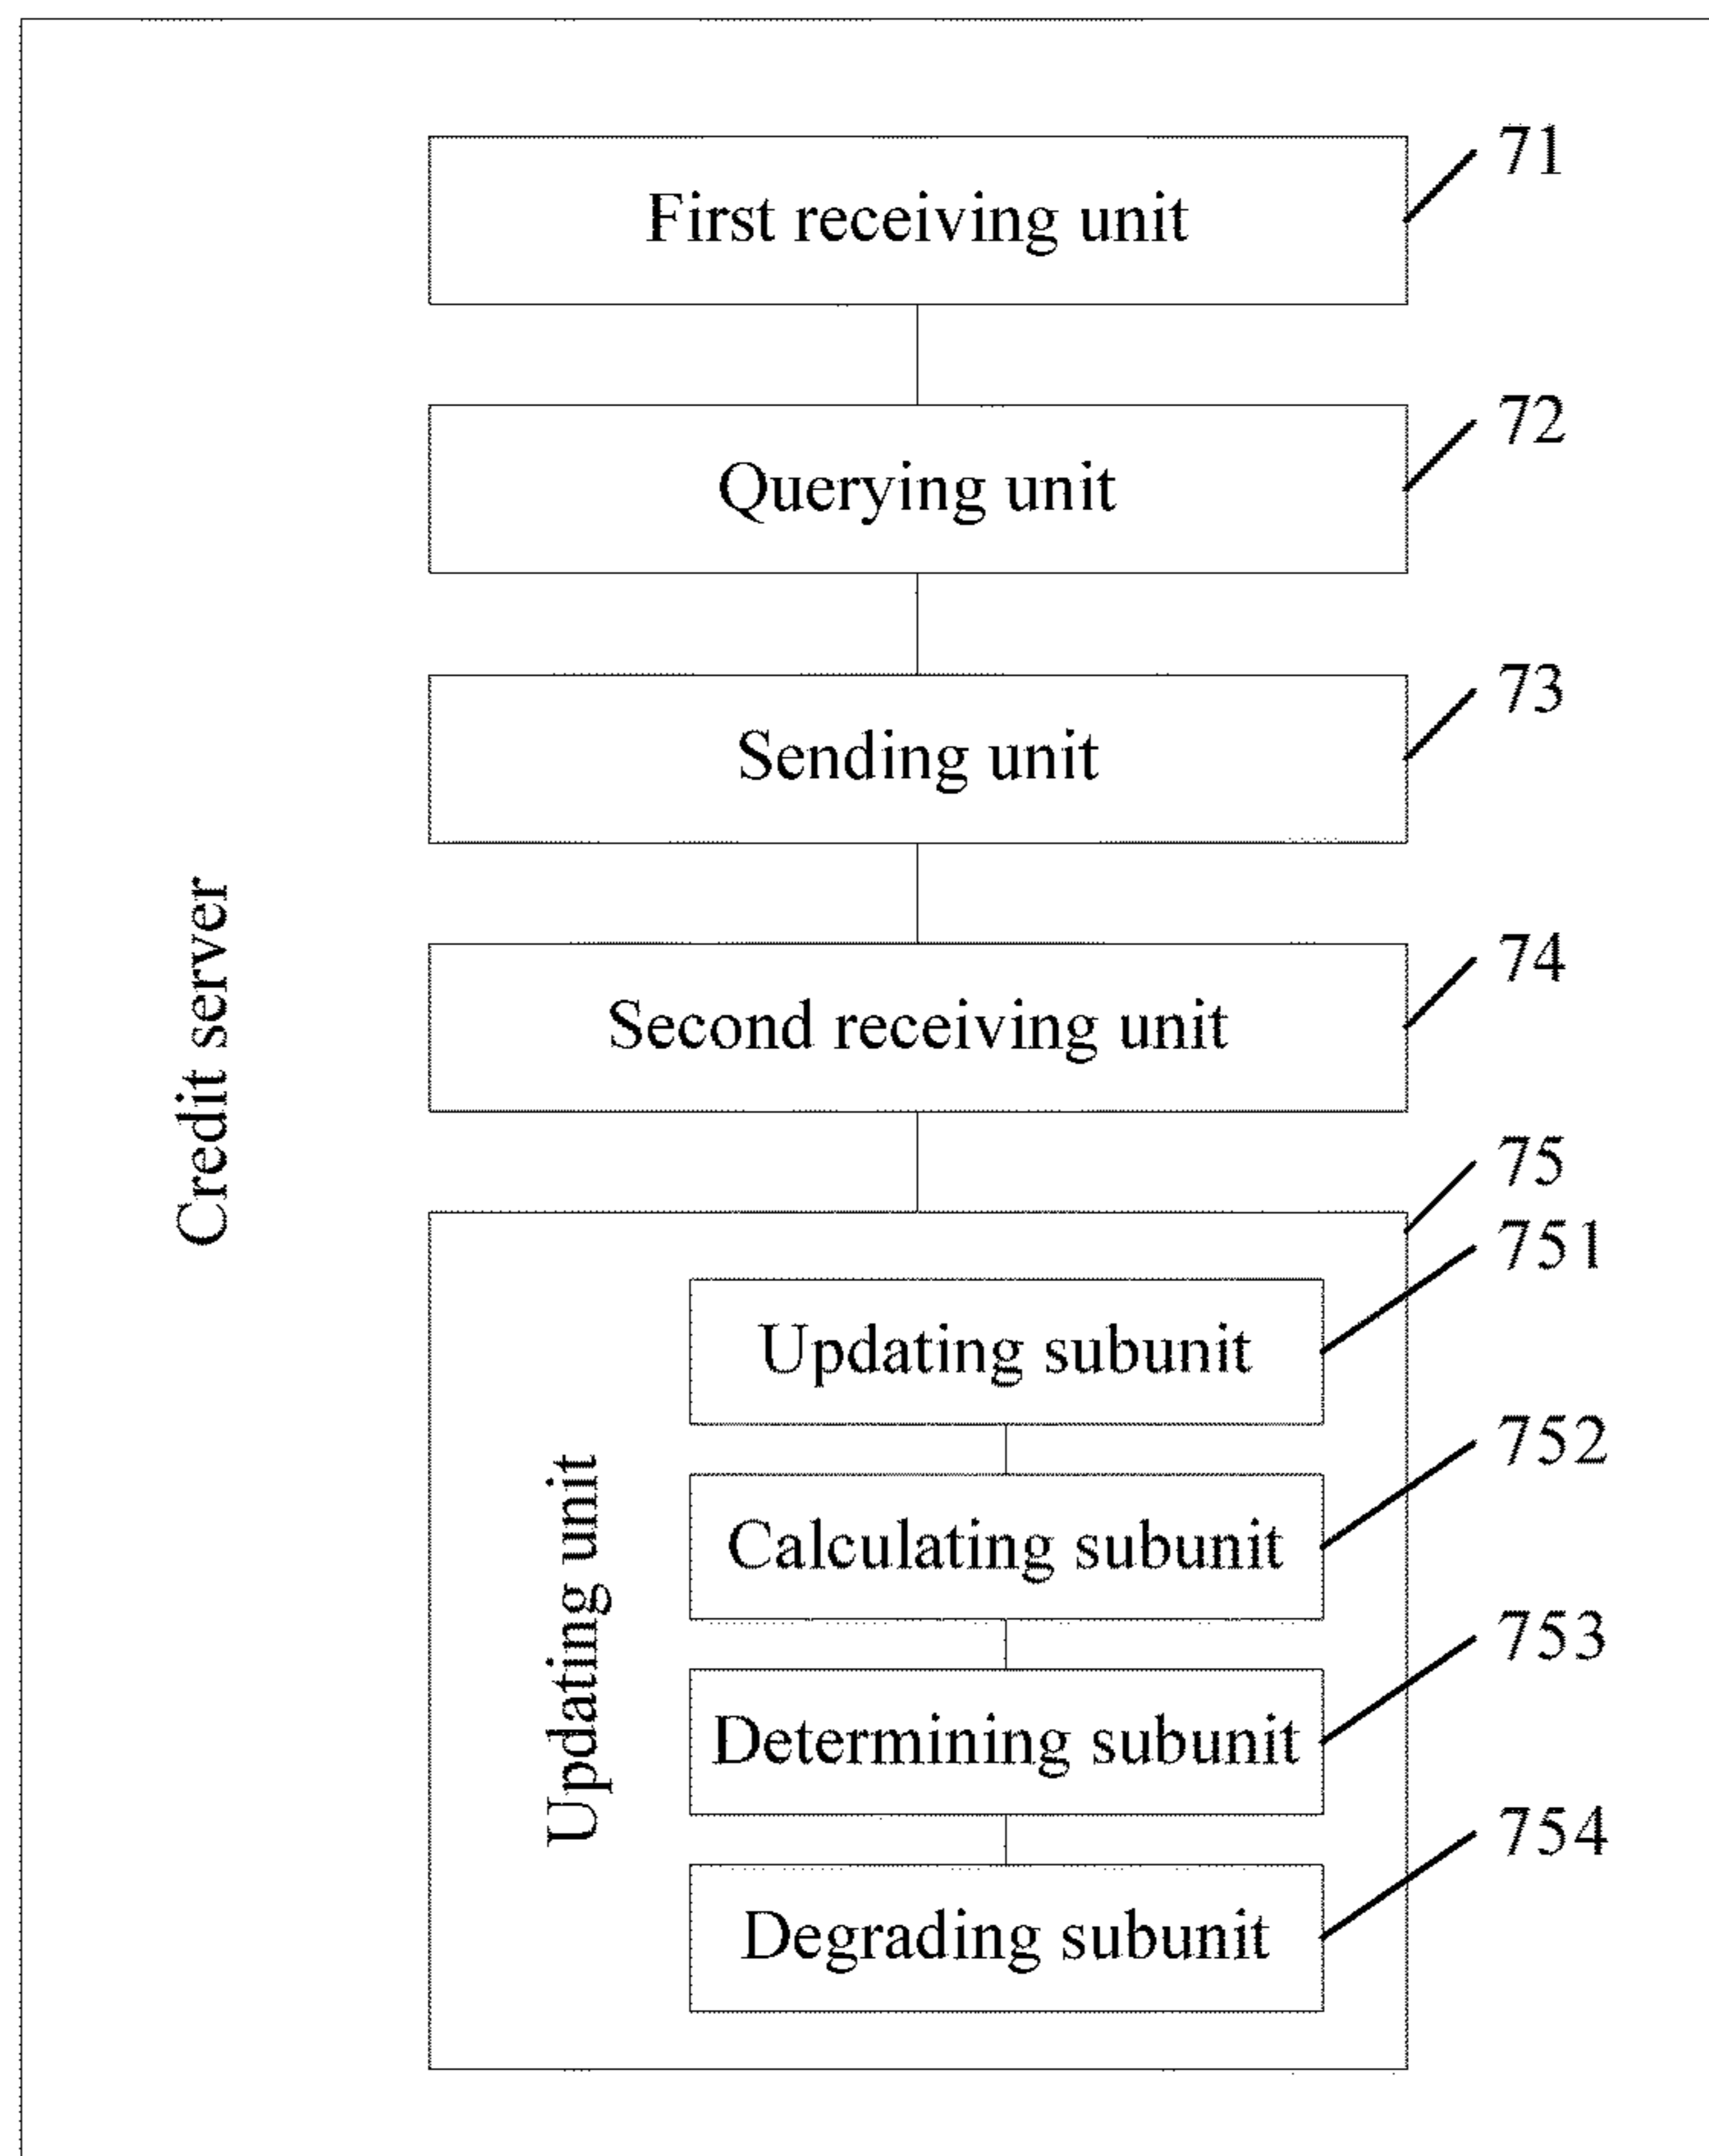 71
First receiving unit
72
Querying unit
73
Sending unit
Credit server
74
Second receiving unit
75
751
Updating subunit
Updating unit
752
Calculating subunit
753
Determining subunit
754
Degrading subunit